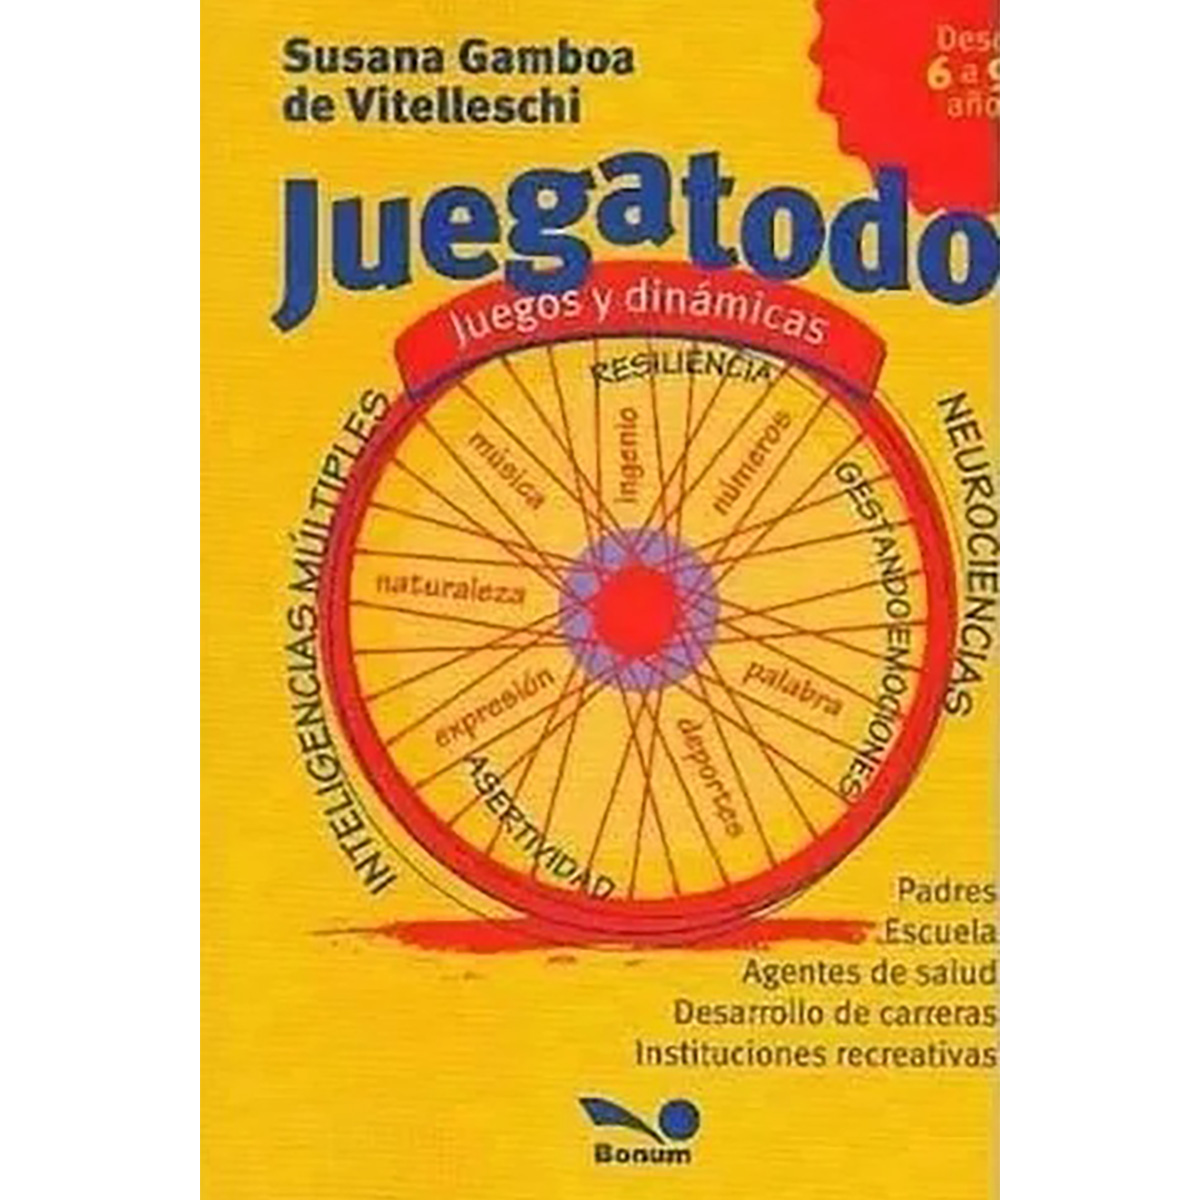 Susana Gamboa
de Vitelleschi
6 a
Juegatodo
Juegos y dinámicas
RESILIENCIA
INTELIGENCIAS MÚLTIPLES
NEUROCIENCIAS
GESTANDO EMOCIONES
ASERTIVIDAD
música
ingenio
números
naturaleza
expresión
palabra
deportes
Padres
Escuela
Agentes de salud
Desarrollo de carreras
Instituciones recreativas
Bonum